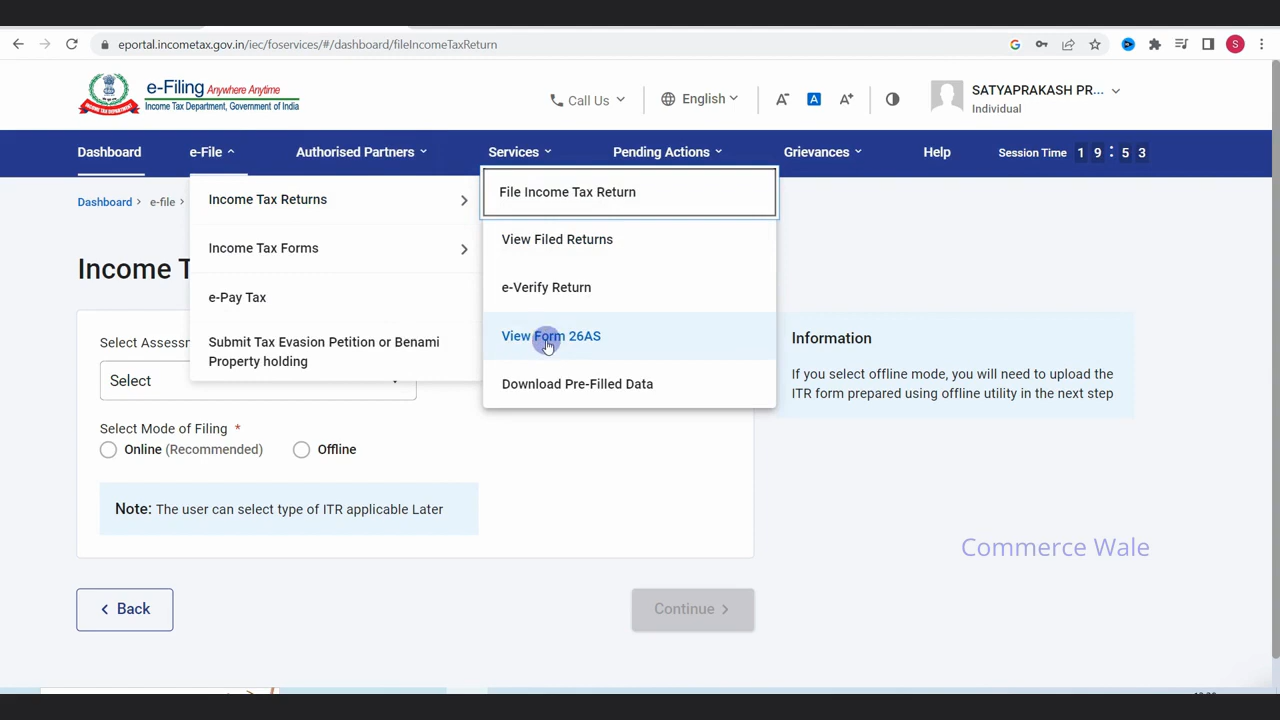 eportal.incometax.gov.in/iec/foservices/#/dashboard/fileIncomeTaxReturn
e-Filing Anywhere Anytime
Income Tax Department, Government of India
Call Us
English
A-
A
A+
SATYAPRAKASH PR...
Individual
S
Dashboard
e-File
Authorised Partners
Services
Pending Actions
Grievances
Help
Session Time 1 9 : 5 3
Dashboard > e-file >
Income Tax Returns
Income Tax Forms
e-Pay Tax
Submit Tax Evasion Petition or Benami
Property holding
File Income Tax Return
View Filed Returns
e-Verify Return
View Form 26AS
Download Pre-Filled Data
Income T
Select Assessm
Select
Select Mode of Filing *
Online (Recommended)
Offline
Note: The user can select type of ITR applicable Later
Information
If you select offline mode, you will need to upload the
ITR form prepared using offline utility in the next step
Commerce Wale
< Back
Continue >